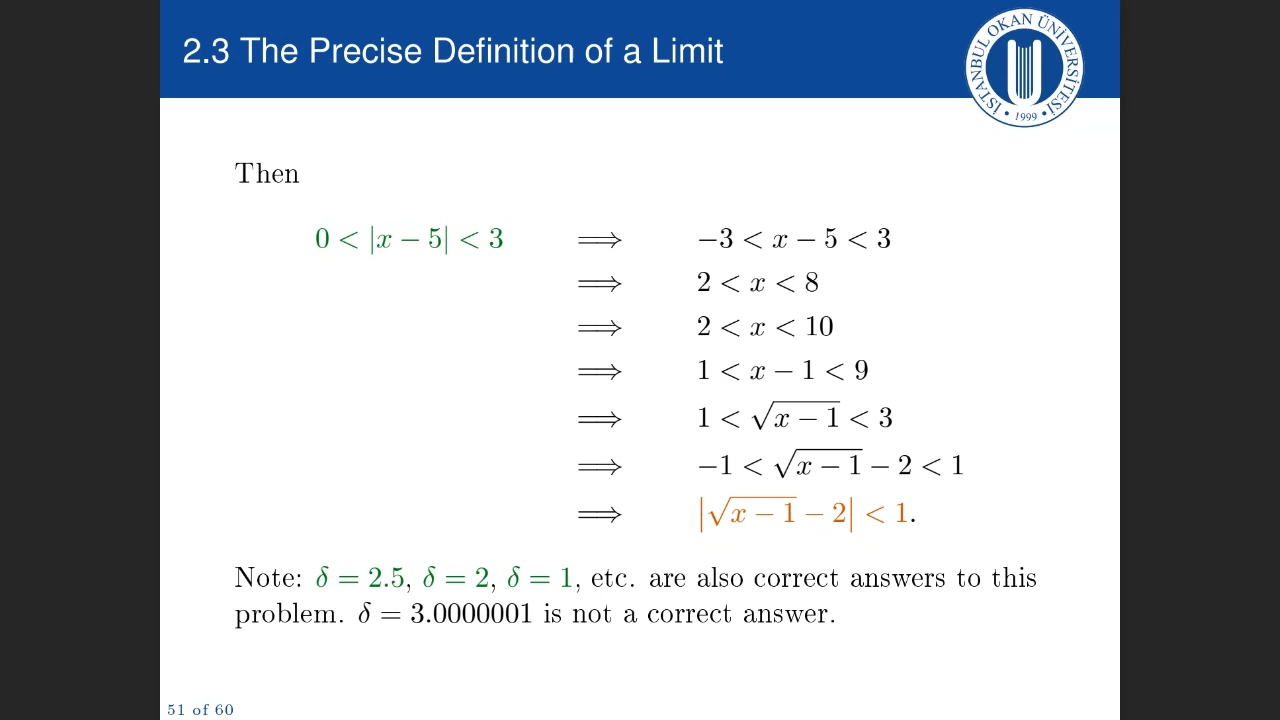 2.3 The Precise Definition of a Limit
İSTANBUL OKAN ÜNİVERSİTESİ
• 1999 •
Then
0 < |x − 5| < 3 ⟹ −3 < x − 5 < 3
⟹ 2 < x < 8
⟹ 2 < x < 10
⟹ 1 < x − 1 < 9
⟹ 1 < √(x − 1) < 3
⟹ −1 < √(x − 1) − 2 < 1
⟹ |√(x − 1) − 2| < 1.
Note: δ = 2.5, δ = 2, δ = 1, etc. are also correct answers to this
problem. δ = 3.0000001 is not a correct answer.
51 of 60